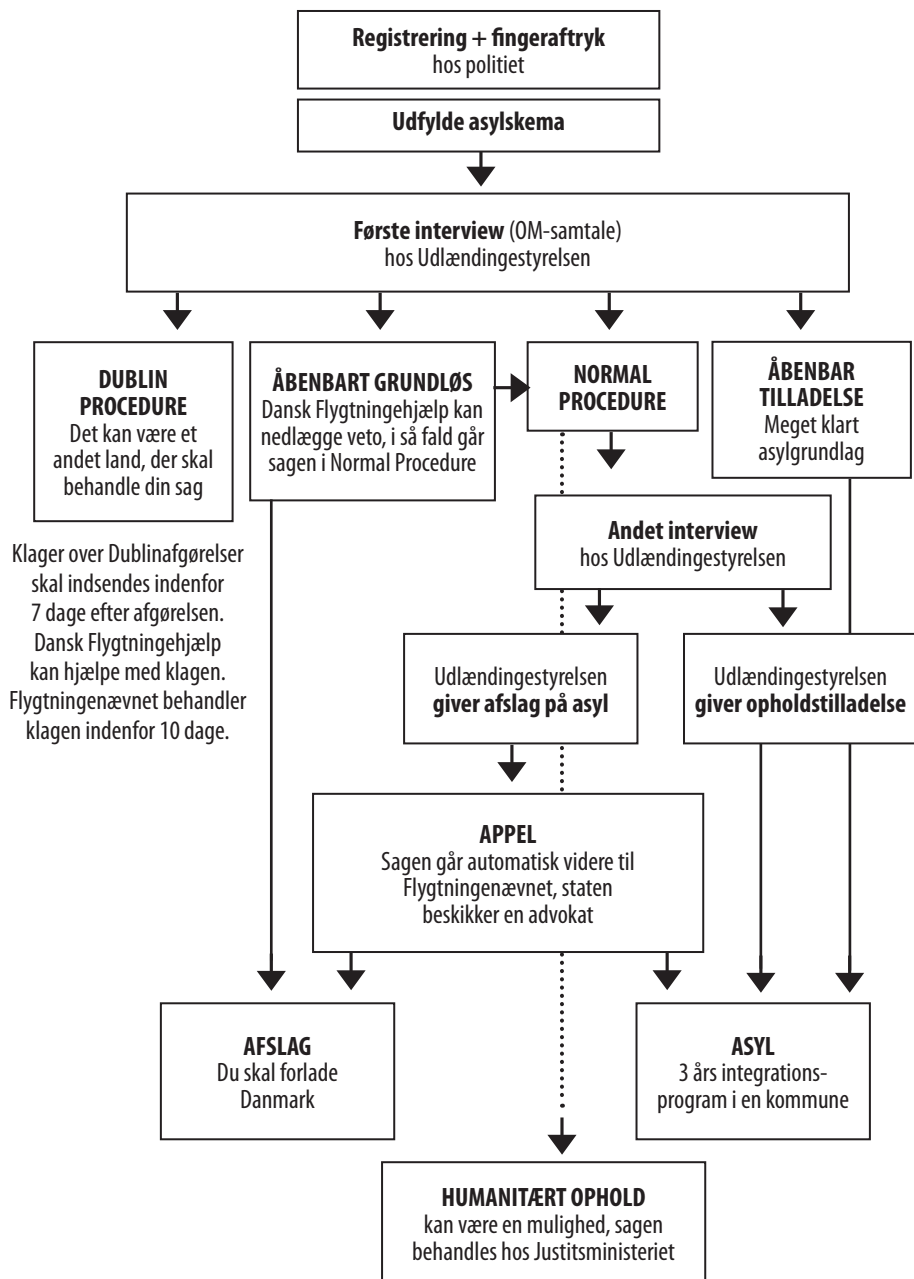 Registrering + fingeraftryk
hos politiet
Udfylde asylskema
Første interview (OM-samtale)
hos Udlændingestyrelsen
DUBLIN
PROCEDURE
Det kan være et
andet land, der skal
behandle din sag
ÅBENBART GRUNDLØS
Dansk Flygtningehjælp kan
nedlægge veto, i så fald går
sagen i Normal Procedure
NORMAL
PROCEDURE
ÅBENBAR
TILLADELSE
Meget klart
asylgrundlag
Klager over Dublinafgørelser
skal indsendes indenfor
7 dage efter afgørelsen.
Dansk Flygtningehjælp
kan hjælpe med klagen.
Flygtningenævnet behandler
klagen indenfor 10 dage.
Andet interview
hos Udlændingestyrelsen
Udlændingestyrelsen
giver afslag på asyl
Udlændingestyrelsen
giver opholdstilladelse
APPEL
Sagen går automatisk videre til
Flygtningenævnet, staten
beskikker en advokat
AFSLAG
Du skal forlade
Danmark
ASYL
3 års integrations-
program i en kommune
HUMANITÆRT OPHOLD
kan være en mulighed, sagen
behandles hos Justitsministeriet